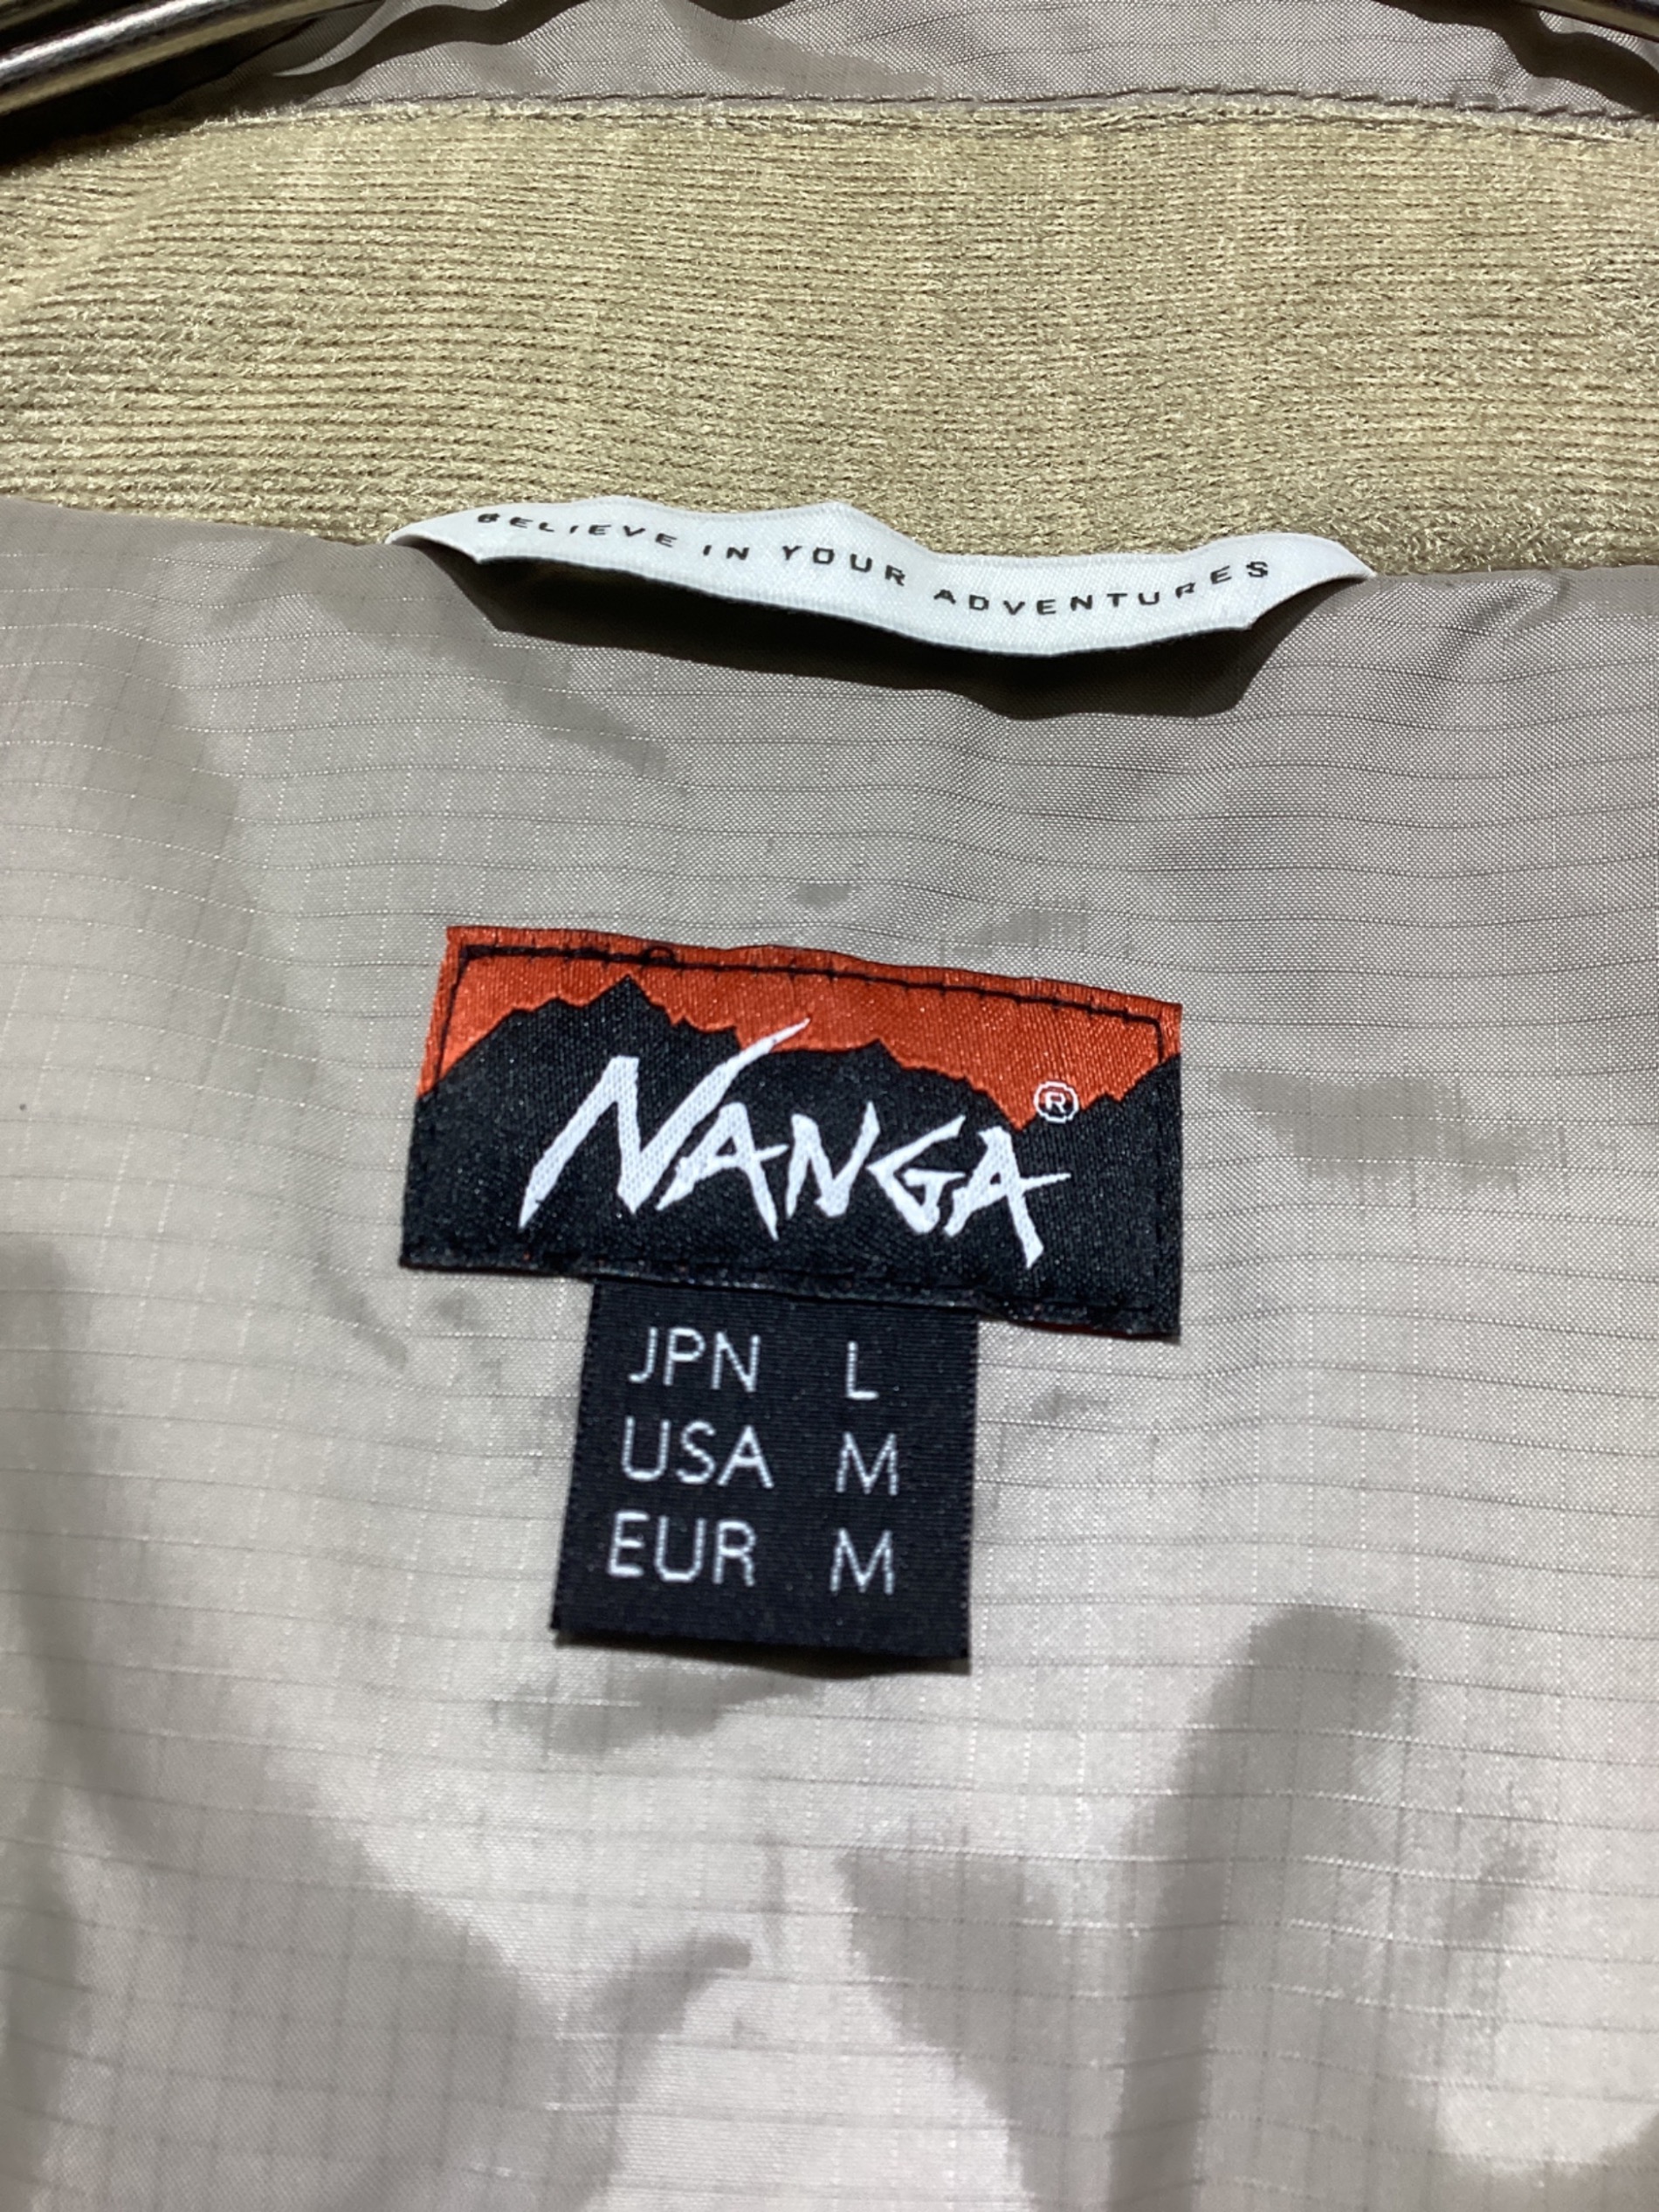 BELIEVE IN YOUR ADVENTURES
NANGA®
JPN L
USA M
EUR M